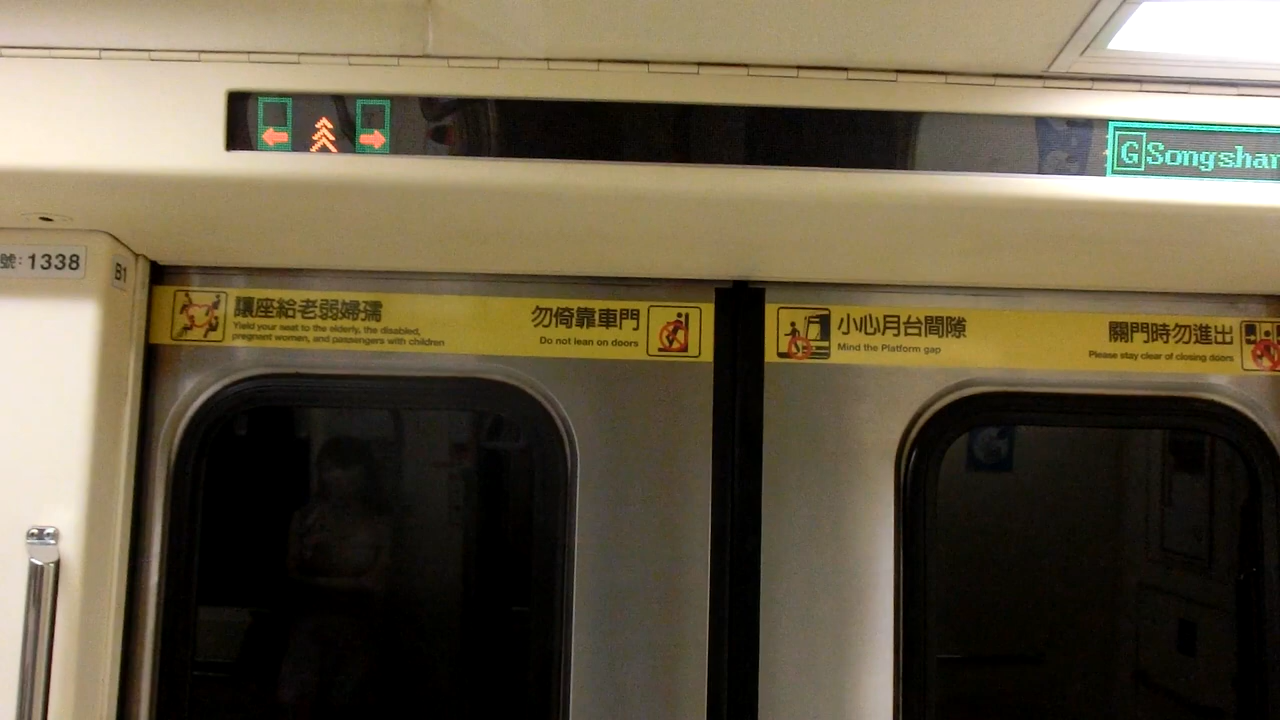 G Songshan
號: 1338
B1
讓座給老弱婦孺
Yield your seat to the elderly, the disabled,
pregnant women, and passengers with children
勿倚靠車門
Do not lean on doors
小心月台間隙
Mind the Platform gap
關門時勿進出
Please stay clear of closing doors